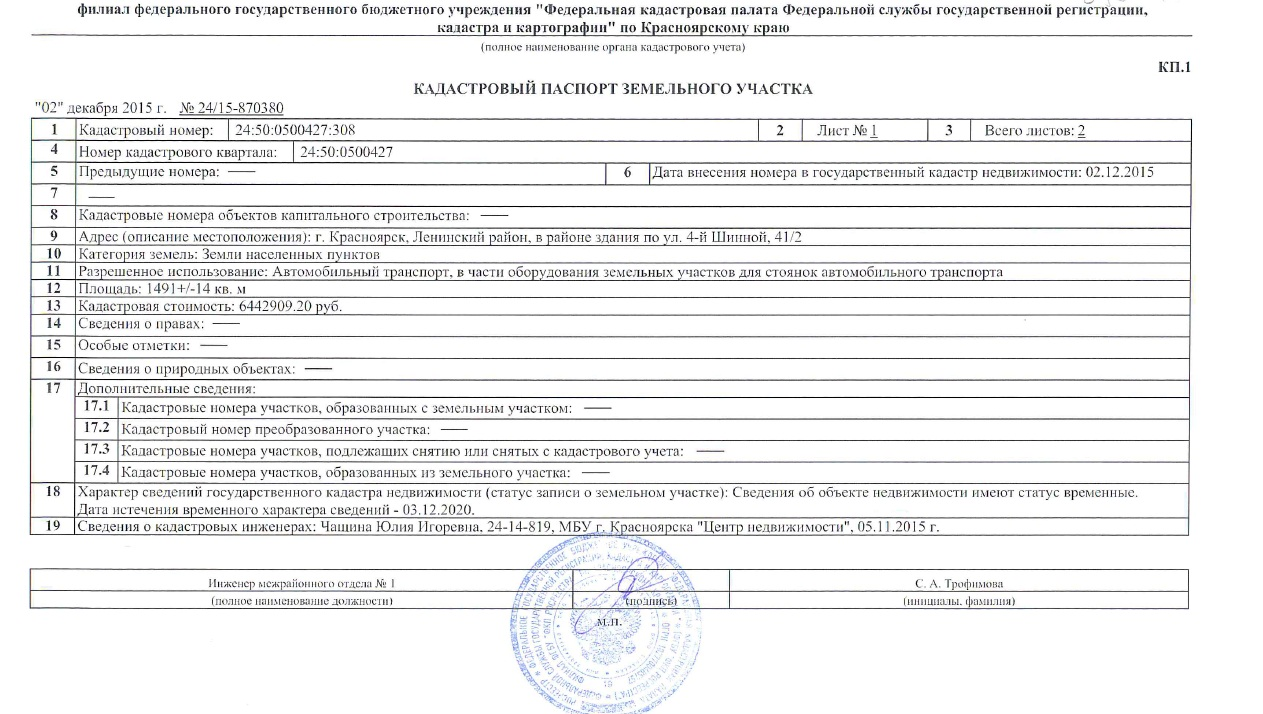 филиал федерального государственного бюджетного учреждения "Федеральная кадастровая палата Федеральной службы государственной регистрации,
кадастра и картографии" по Красноярскому краю
(полное наименование органа кадастрового учета)
КП.1
КАДАСТРОВЫЙ ПАСПОРТ ЗЕМЕЛЬНОГО УЧАСТКА
"02" декабря 2015 г. № 24/15-870380
1 Кадастровый номер: 24:50:0500427:308 2 Лист № 1 3 Всего листов: 2
4 Номер кадастрового квартала: 24:50:0500427
5 Предыдущие номера: —— 6 Дата внесения номера в государственный кадастр недвижимости: 02.12.2015
7 ——
8 Кадастровые номера объектов капитального строительства: ——
9 Адрес (описание местоположения): г. Красноярск, Ленинский район, в районе здания по ул. 4-й Шинной, 41/2
10 Категория земель: Земли населенных пунктов
11 Разрешенное использование: Автомобильный транспорт, в части оборудования земельных участков для стоянок автомобильного транспорта
12 Площадь: 1491+/-14 кв. м
13 Кадастровая стоимость: 6442909.20 руб.
14 Сведения о правах: ——
15 Особые отметки: ——
16 Сведения о природных объектах: ——
17 Дополнительные сведения:
17.1 Кадастровые номера участков, образованных с земельным участком: ——
17.2 Кадастровый номер преобразованного участка: ——
17.3 Кадастровые номера участков, подлежащих снятию или снятых с кадастрового учета: ——
17.4 Кадастровые номера участков, образованных из земельного участка: ——
18 Характер сведений государственного кадастра недвижимости (статус записи о земельном участке): Сведения об объекте недвижимости имеют статус временные.
Дата истечения временного характера сведений - 03.12.2020.
19 Сведения о кадастровых инженерах: Чащина Юлия Игоревна, 24-14-819, МБУ г. Красноярска "Центр недвижимости", 05.11.2015 г.
Инженер межрайонного отдела № 1 С. А. Трофимова
(полное наименование должности) (подпись) (инициалы, фамилия)
М.П.